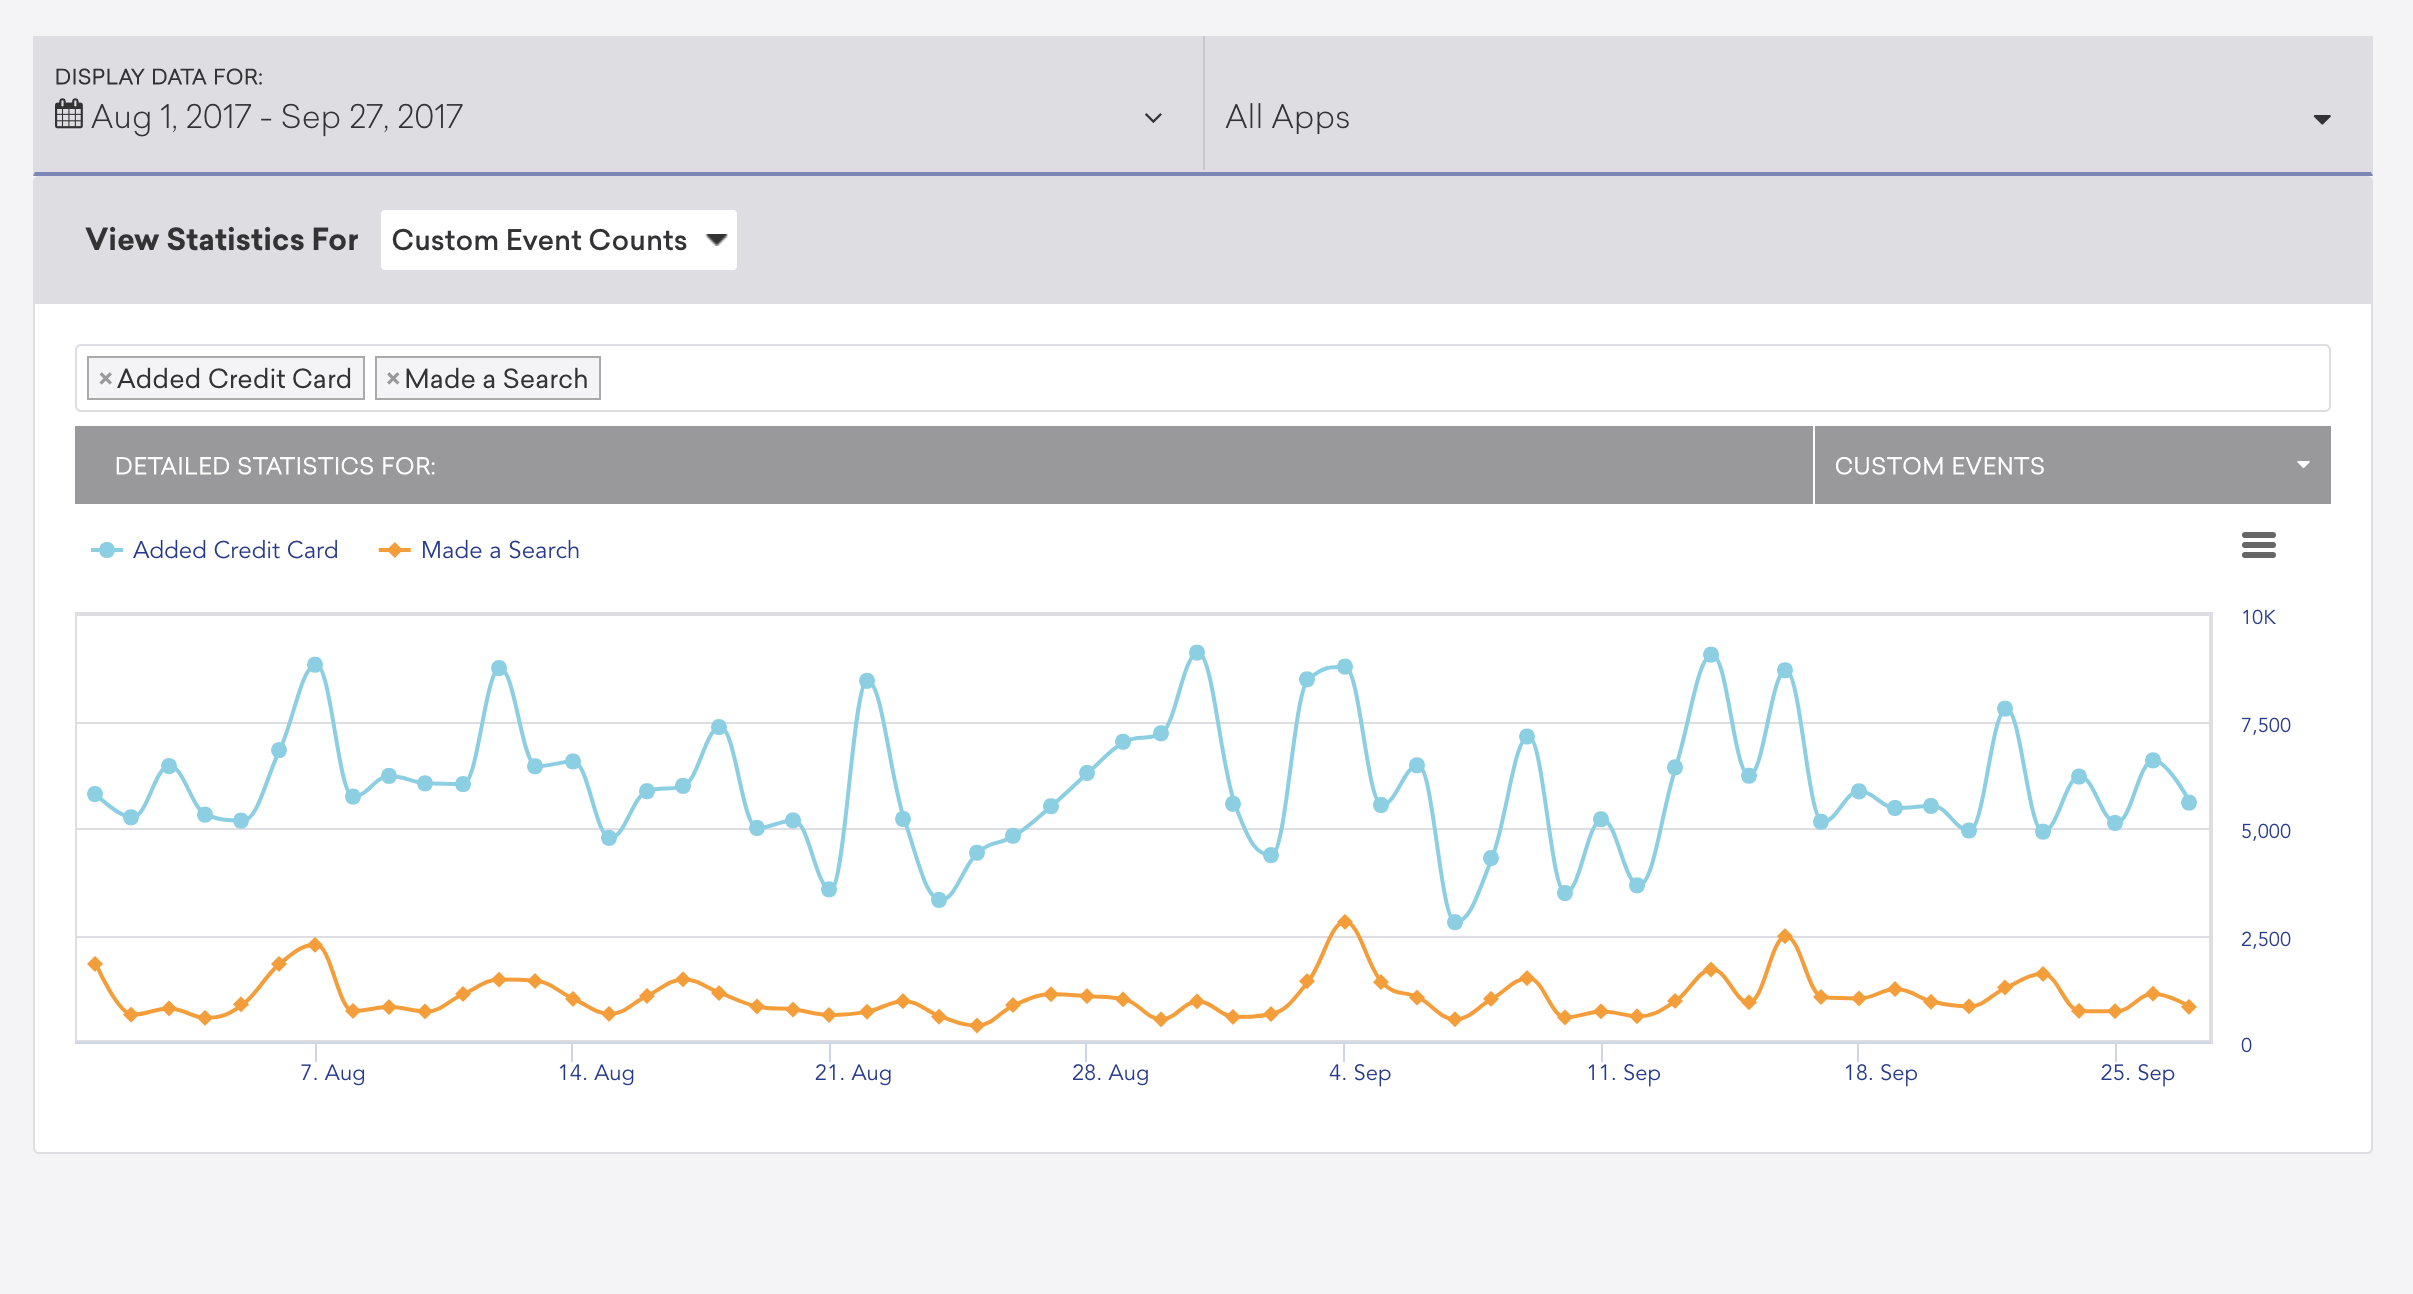 DISPLAY DATA FOR:
Aug 1, 2017 - Sep 27, 2017
All Apps
View Statistics For
Custom Event Counts
×Added Credit Card
×Made a Search
DETAILED STATISTICS FOR:
CUSTOM EVENTS
Added Credit Card
Made a Search
10K
7,500
5,000
2,500
0
7. Aug
14. Aug
21. Aug
28. Aug
4. Sep
11. Sep
18. Sep
25. Sep